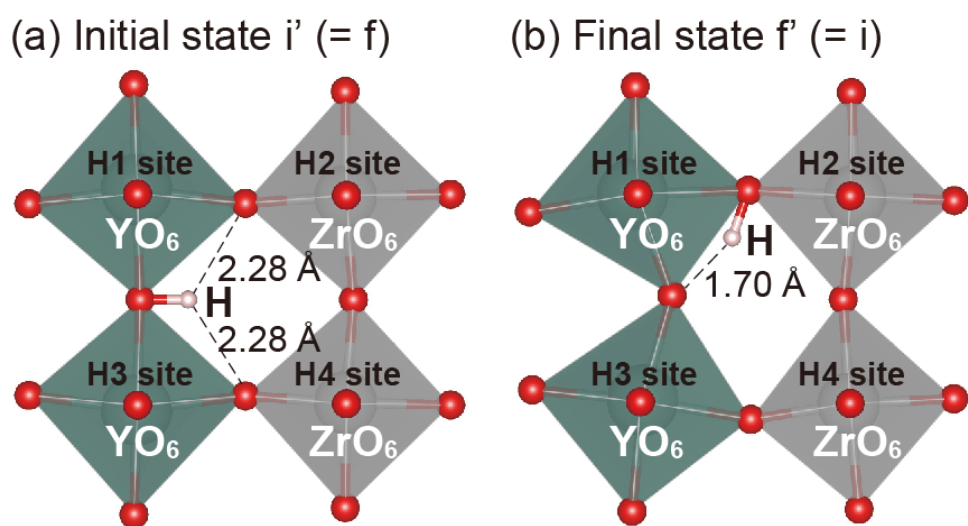 (a) Initial state i’ (= f)
H1 site
YO₆
H2 site
ZrO₆
2.28 Å
H
2.28 Å
H3 site
YO₆
H4 site
ZrO₆
(b) Final state f’ (= i)
H1 site
YO₆
H2 site
ZrO₆
H
1.70 Å
H3 site
YO₆
H4 site
ZrO₆